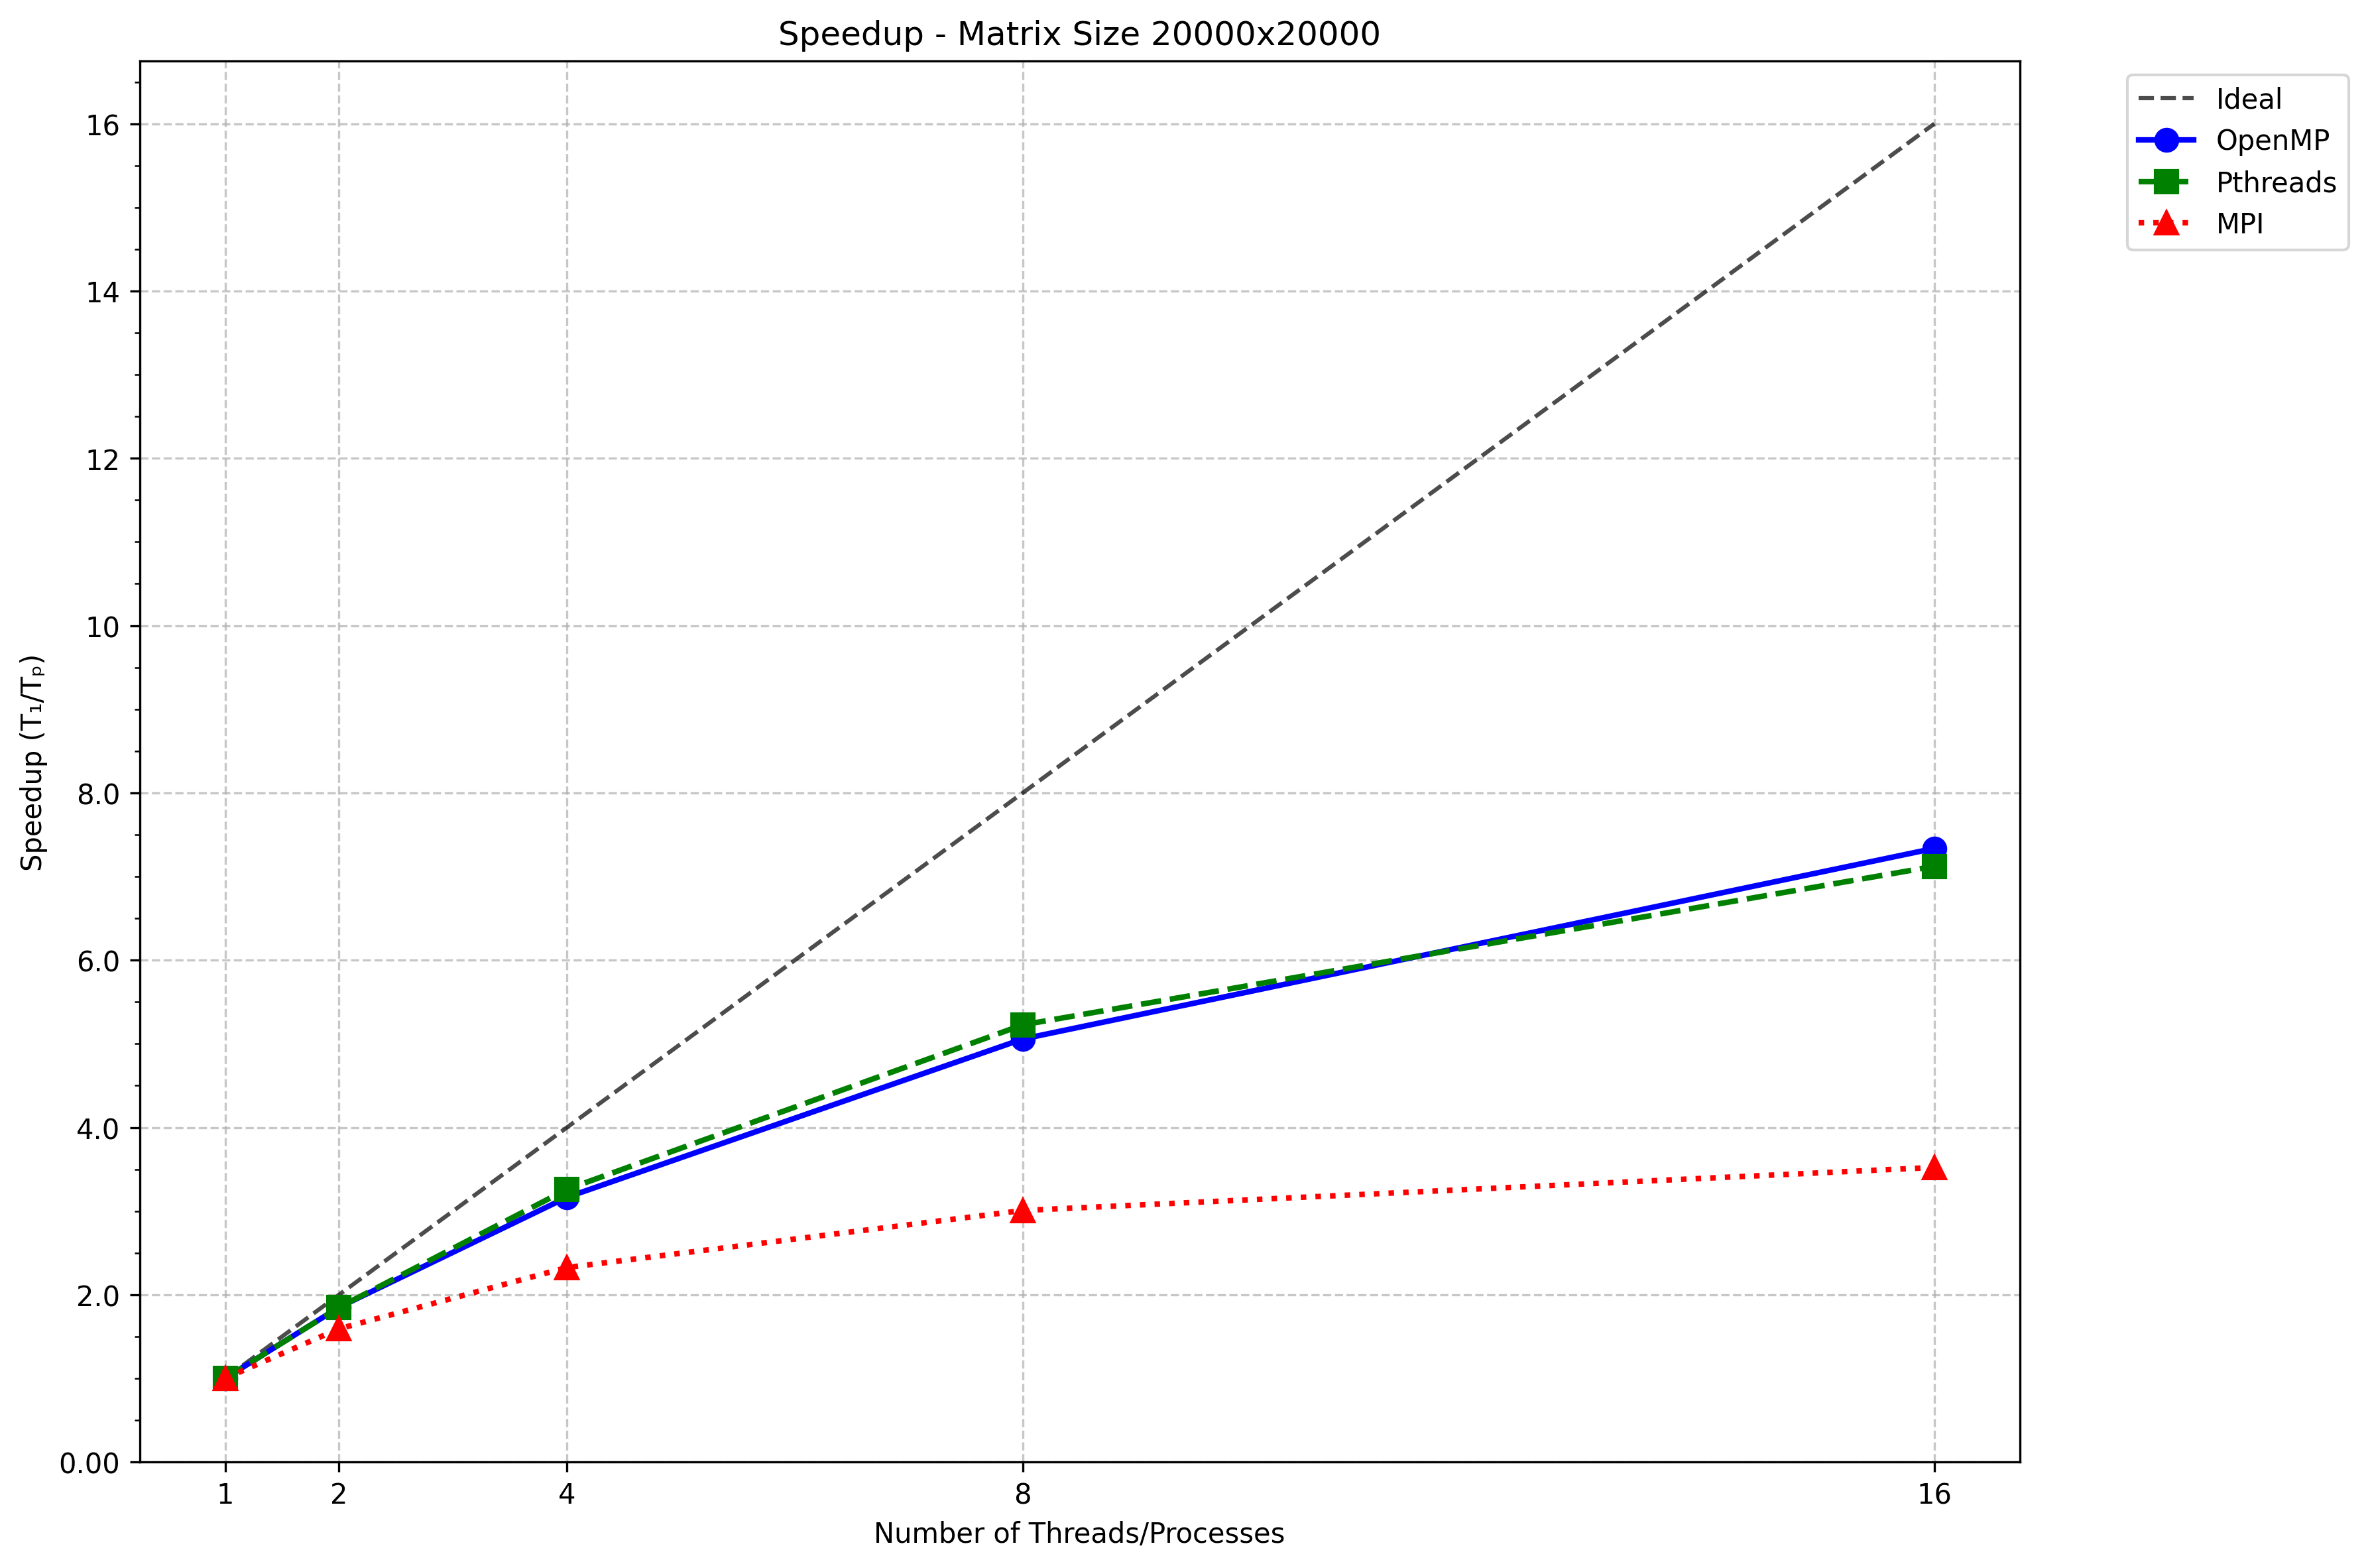 Speedup - Matrix Size 20000x20000
Ideal
OpenMP
Pthreads
MPI
Speedup (T₁/Tₚ)
16
14
12
10
8.0
6.0
4.0
2.0
0.00
1 2 4 8 16
Number of Threads/Processes